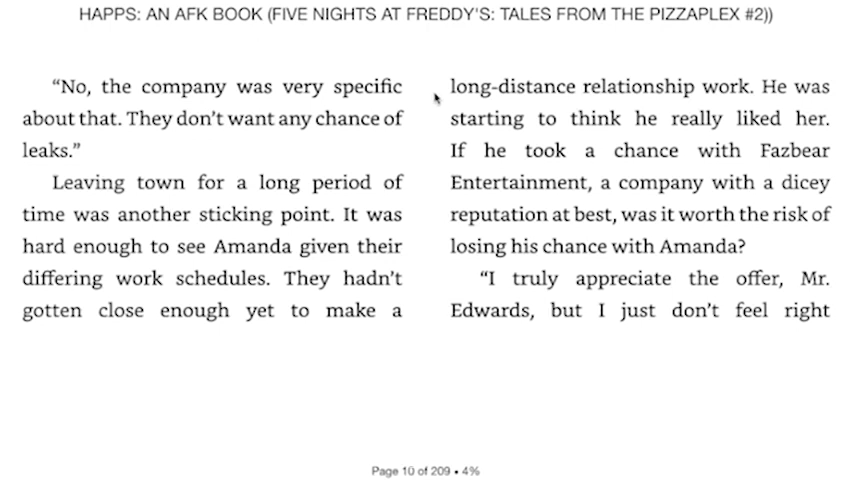 HAPPS: AN AFK BOOK (FIVE NIGHTS AT FREDDY'S: TALES FROM THE PIZZAPLEX #2))
“No, the company was very specific
about that. They don’t want any chance of
leaks.”
Leaving town for a long period of
time was another sticking point. It was
hard enough to see Amanda given their
differing work schedules. They hadn’t
gotten close enough yet to make a
long-distance relationship work. He was
starting to think he really liked her.
If he took a chance with Fazbear
Entertainment, a company with a dicey
reputation at best, was it worth the risk of
losing his chance with Amanda?
“I truly appreciate the offer, Mr.
Edwards, but I just don’t feel right
Page 10 of 209 • 4%